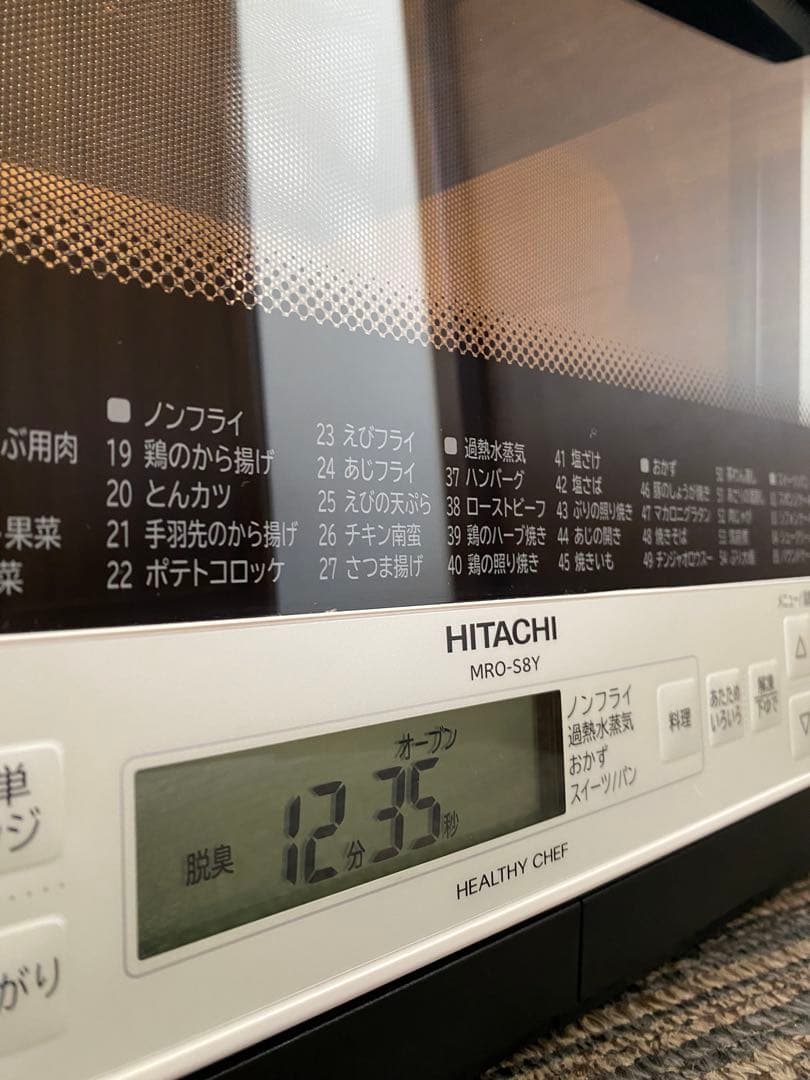 ぶ用肉
果菜
菜
ノンフライ
19 鶏のから揚げ
20 とんカツ
21 手羽先のから揚げ
22 ポテトコロッケ
23 えびフライ
24 あじフライ
25 えびの天ぷら
26 チキン南蛮
27 さつま揚げ
過熱水蒸気
37 ハンバーグ
38 ローストビーフ
39 鶏のハーブ焼き
40 鶏の照り焼き
41 塩ざけ
42 塩さば
43 ぶりの照り焼き
44 あじの開き
45 焼きいも
おかず
46 豚のしょうが焼き
47 マカロニグラタン
48 焼きそば
49 チンジャオロースー
HITACHI
MRO-S8Y
オーブン
脱臭 12分35秒
ノンフライ
過熱水蒸気
おかず
スイーツ/パン
料理
あたため
いろいろ
解凍
下ゆで
メニュー
△
▽
HEALTHY CHEF
単
ジ
がり